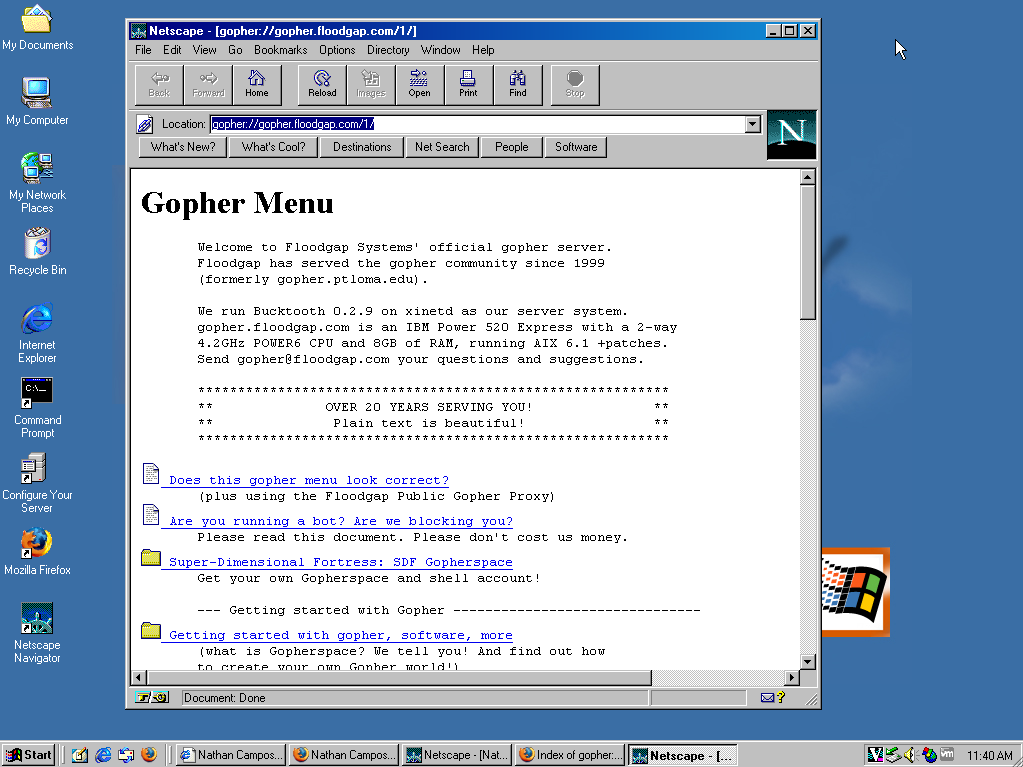 My Documents
My Computer
My Network
Places
Recycle Bin
Internet
Explorer
C:\_
Command
Prompt
Configure Your
Server
Mozilla Firefox
Netscape
Navigator
Netscape - [gopher://gopher.floodgap.com/1/]
File Edit View Go Bookmarks Options Directory Window Help
Back Forward Home Reload Images Open Print Find Stop
Location: gopher://gopher.floodgap.com/1/
N
What's New? What's Cool? Destinations Net Search People Software
Gopher Menu
Welcome to Floodgap Systems' official gopher server.
Floodgap has served the gopher community since 1999
(formerly gopher.ptloma.edu).
We run Bucktooth 0.2.9 on xinetd as our server system.
gopher.floodgap.com is an IBM Power 520 Express with a 2-way
4.2GHz POWER6 CPU and 8GB of RAM, running AIX 6.1 +patches.
Send gopher@floodgap.com your questions and suggestions.
***********************************************************
** OVER 20 YEARS SERVING YOU! **
** Plain text is beautiful! **
***********************************************************
Does this gopher menu look correct?
(plus using the Floodgap Public Gopher Proxy)
Are you running a bot? Are we blocking you?
Please read this document. Please don't cost us money.
Super-Dimensional Fortress: SDF Gopherspace
Get your own Gopherspace and shell account!
--- Getting started with Gopher -------------------------------
Getting started with gopher, software, more
(what is Gopherspace? We tell you! And find out how
to create your own Gopher world!)
Document: Done
Start Nathan Campos... Nathan Campos... Netscape - [Nat... Index of gopher:... Netscape - [... vm 11:40 AM